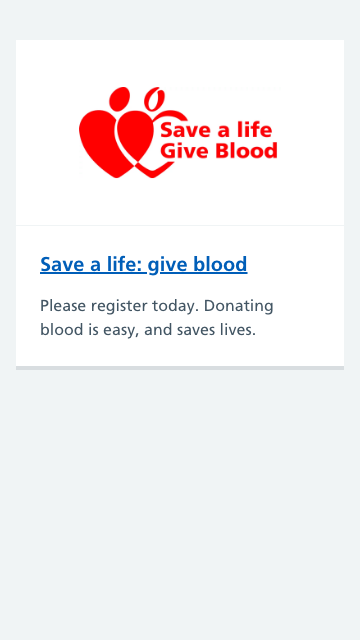 Save a life
Give Blood
Save a life: give blood
Please register today. Donating
blood is easy, and saves lives.